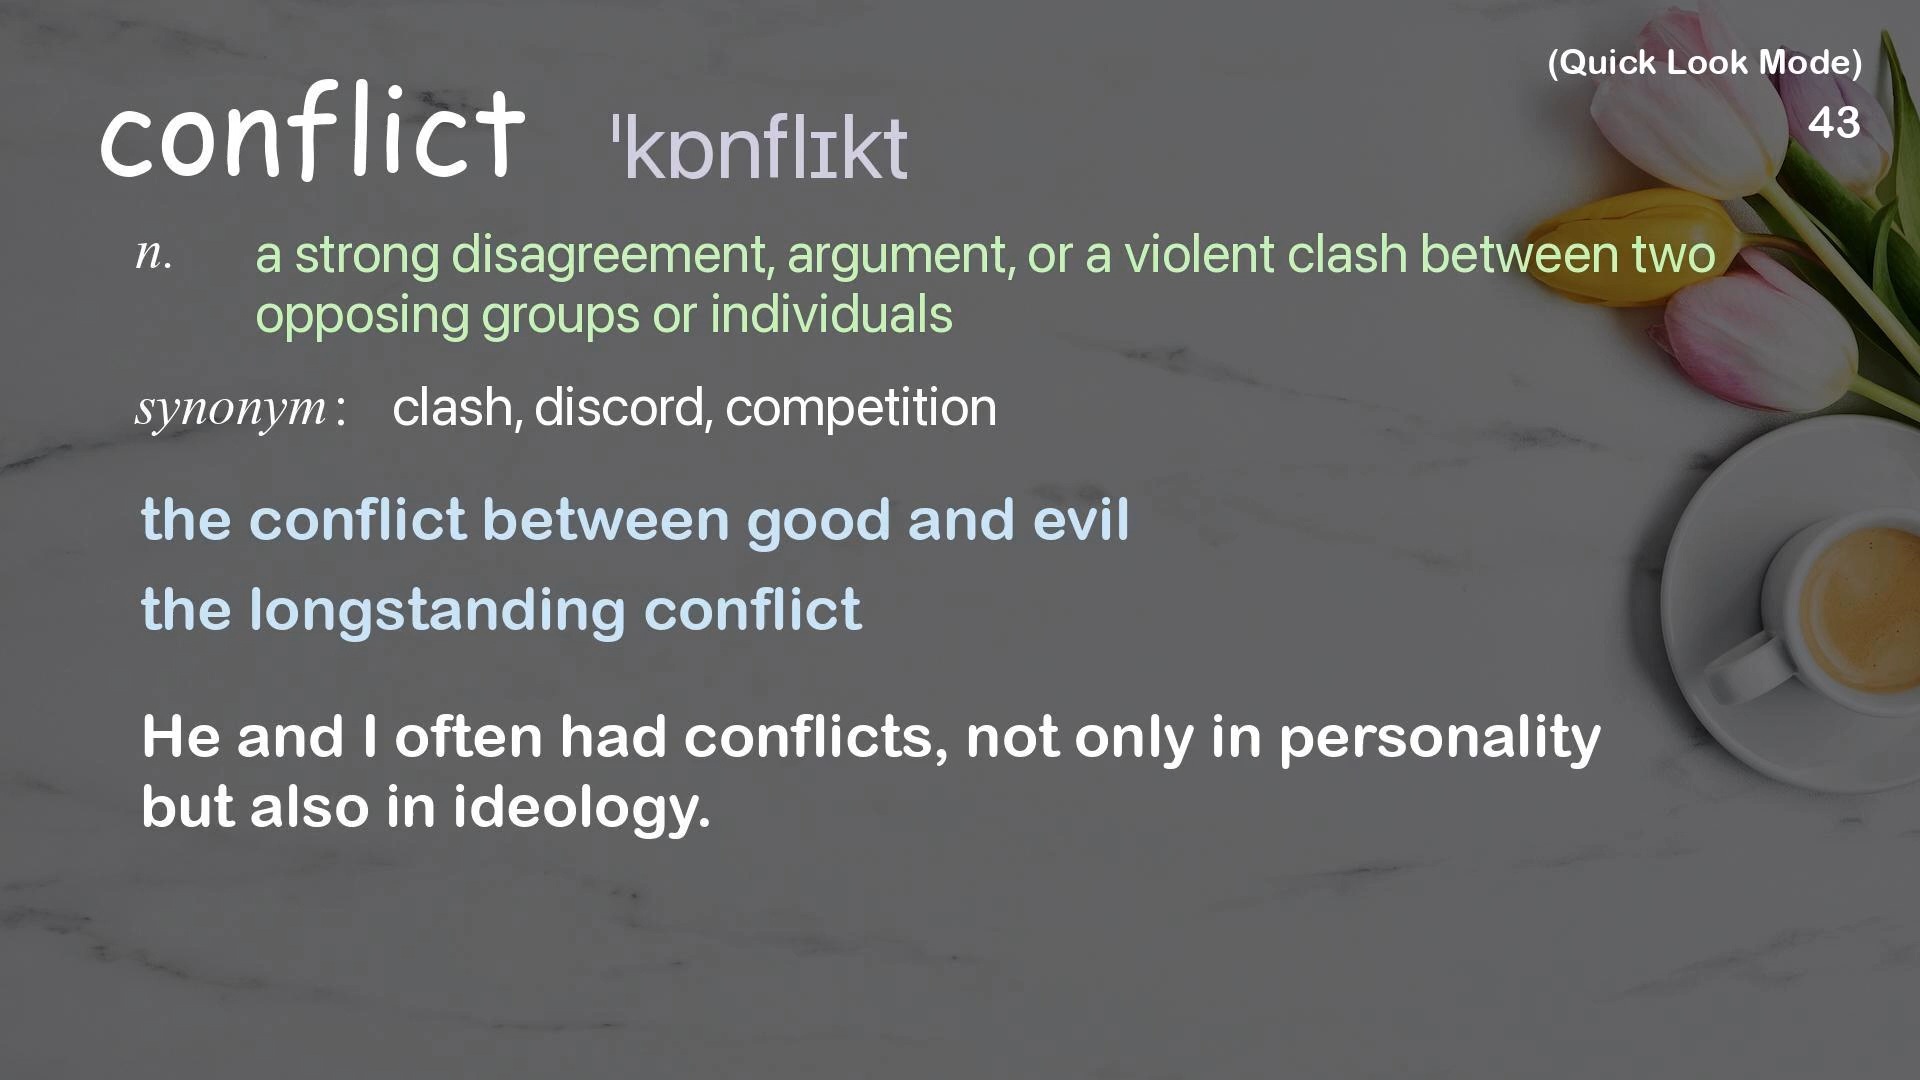 (Quick Look Mode)
43
conflict ˈkɒnflɪkt
n. a strong disagreement, argument, or a violent clash between two
opposing groups or individuals
synonym: clash, discord, competition
the conflict between good and evil
the longstanding conflict
He and I often had conflicts, not only in personality
but also in ideology.